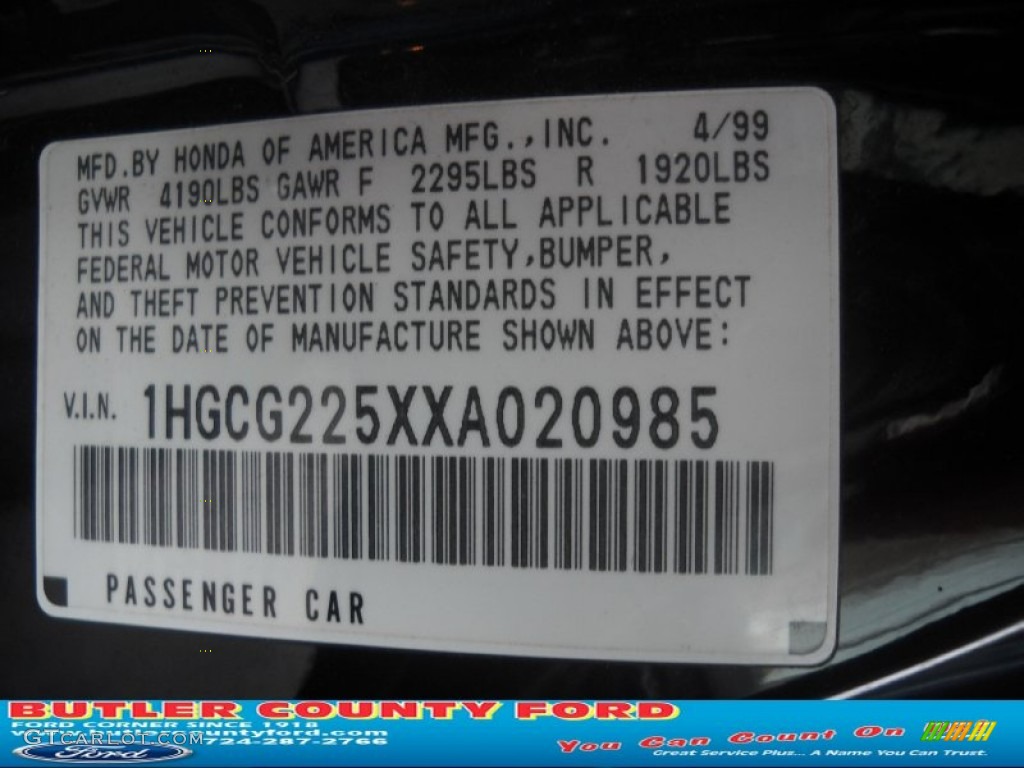 MFD.BY HONDA OF AMERICA MFG.,INC. 4/99
GVWR 4190LBS GAWR F 2295LBS R 1920LBS
THIS VEHICLE CONFORMS TO ALL APPLICABLE
FEDERAL MOTOR VEHICLE SAFETY,BUMPER,
AND THEFT PREVENTION STANDARDS IN EFFECT
ON THE DATE OF MANUFACTURE SHOWN ABOVE:
V.I.N. 1HGCG225XXA020985
PASSENGER CAR
BUTLER COUNTY FORD
FORD CORNER SINCE 1918
724-287-2766
GTCARLOT.COM
Ford
You Can Count On
Great Service Plus... A Name You Can Trust.